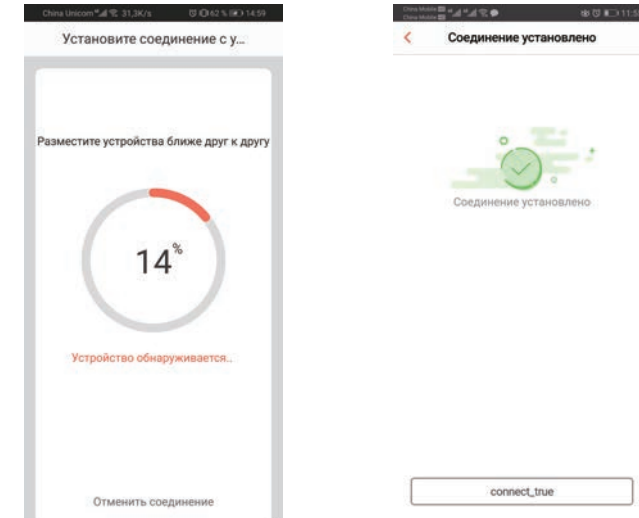 China Unicom 31,3K/s 62 % 14:59
Установите соединение с у...
Разместите устройства ближе друг к другу
14%
Устройство обнаруживается..
Отменить соединение
China Mobile
China Mobile
Соединение установлено
Соединение установлено
connect_true